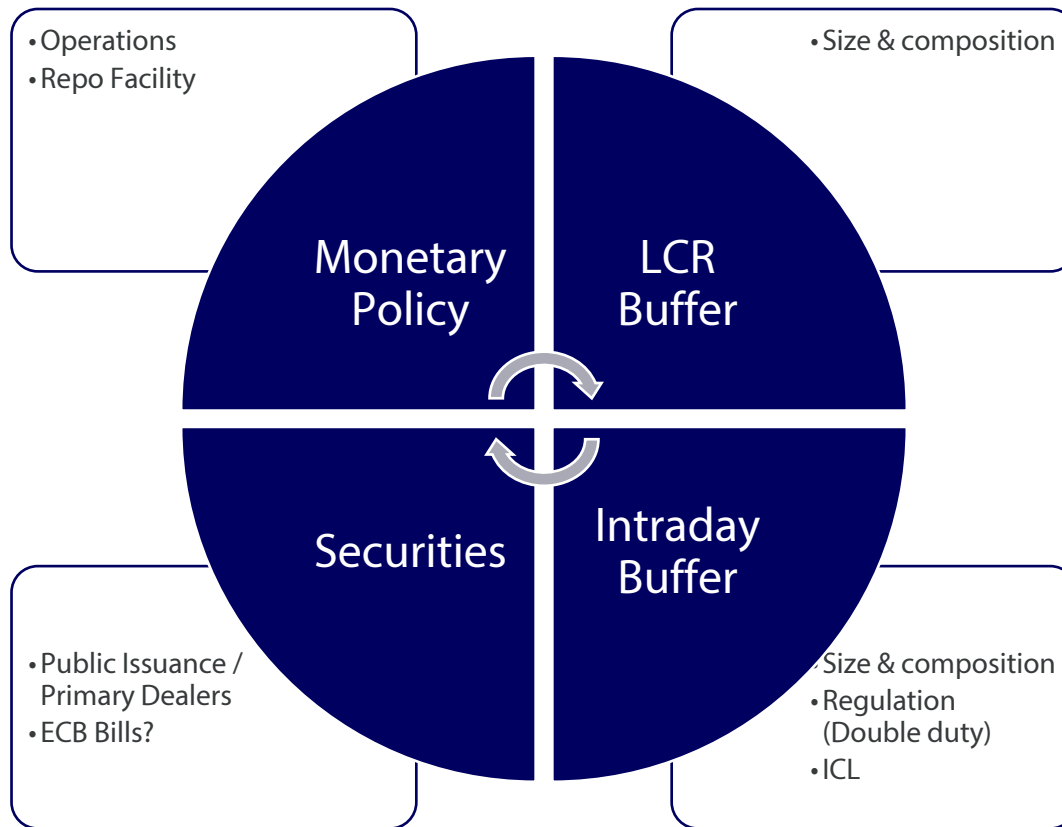 • Operations
• Repo Facility
• Size & composition
Monetary
Policy
LCR
Buffer
Securities
Intraday
Buffer
• Public Issuance /
Primary Dealers
• ECB Bills?
• Size & composition
• Regulation
(Double duty)
• ICL